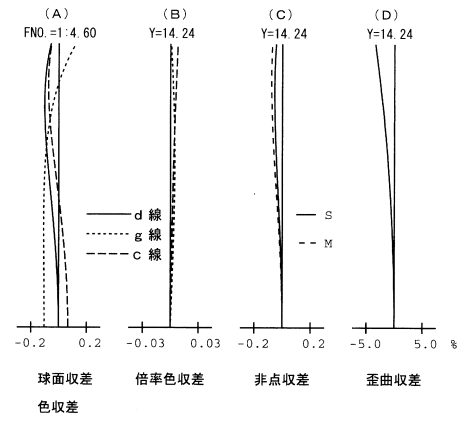 (A) (B) (C) (D)
FNO.=1:4.60 Y=14.24 Y=14.24 Y=14.24
d 線
g 線
c 線
S
M
-0.2 0.2 -0.03 0.03 -0.2 0.2 -5.0 5.0 %
球面収差 倍率色収差 非点収差 歪曲収差
色収差